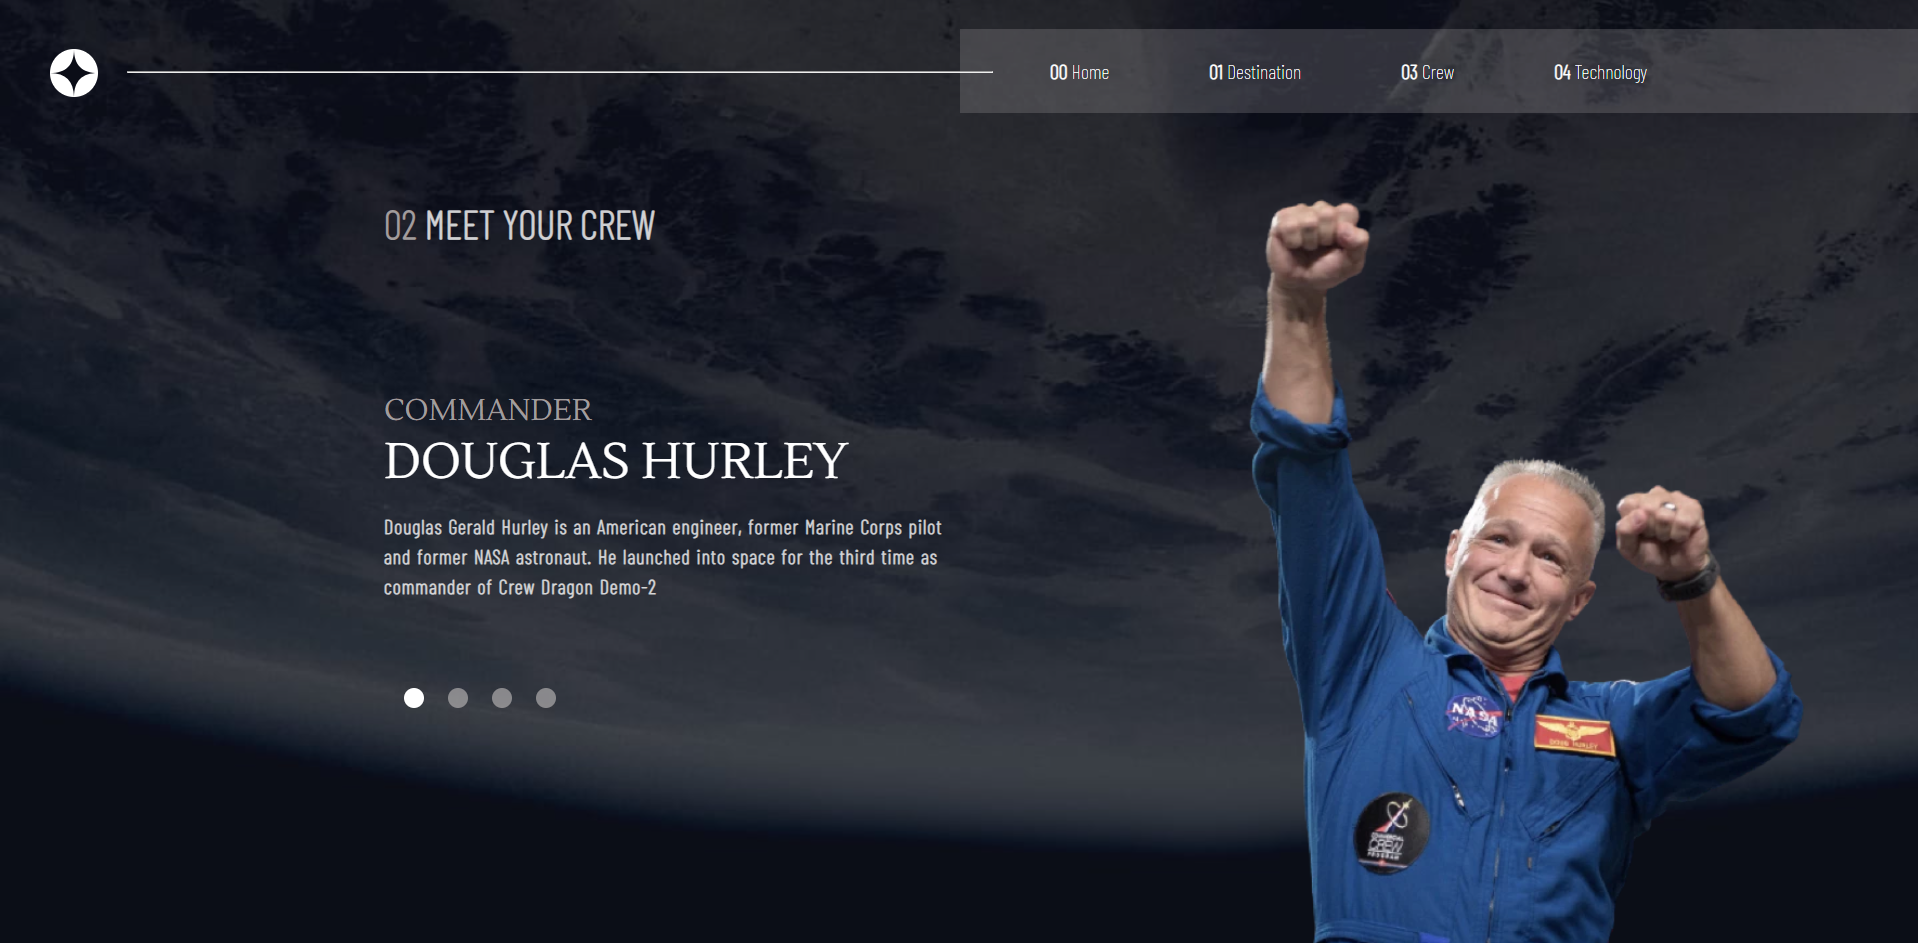 00 Home
01 Destination
03 Crew
04 Technology
02 MEET YOUR CREW
COMMANDER
DOUGLAS HURLEY
Douglas Gerald Hurley is an American engineer, former Marine Corps pilot
and former NASA astronaut. He launched into space for the third time as
commander of Crew Dragon Demo-2
NASA
DOUG HURLEY
COMMERCIAL
CREW
PROGRAM